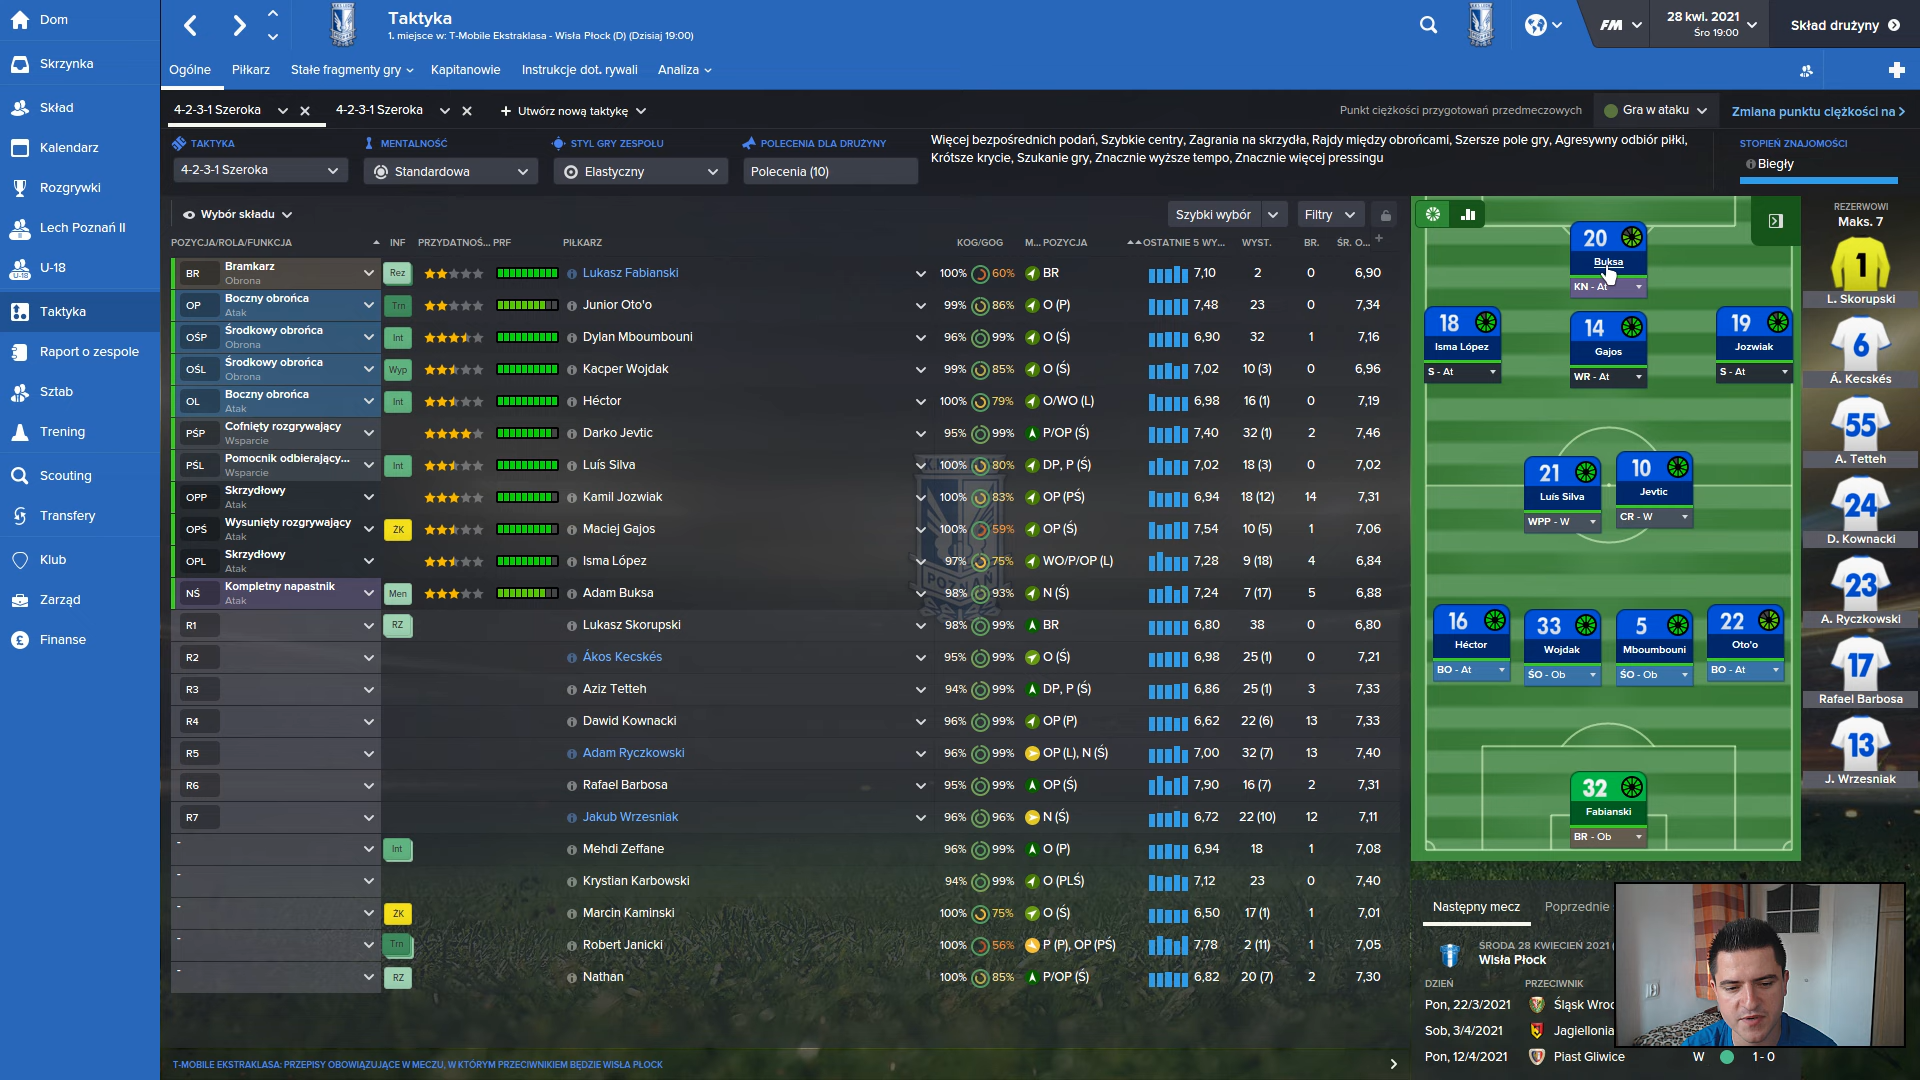 Dom
Skrzynka
Skład
Kalendarz
Rozgrywki
Lech Poznań II
U-18
Taktyka
Raport o zespole
Sztab
Trening
Scouting
Transfery
Klub
Zarząd
Finanse
Taktyka
1. miejsce w: T-Mobile Ekstraklasa - Wisła Płock (D) (Dzisiaj 19:00)
FM
28 kwi. 2021
Śro 19:00
Skład drużyny
Ogólne Piłkarz Stałe fragmenty gry Kapitanowie Instrukcje dot. rywali Analiza
4-2-3-1 Szeroka 4-2-3-1 Szeroka Utwórz nową taktykę
Punkt ciężkości przygotowań przedmeczowych Gra w ataku Zmiana punktu ciężkości na >
TAKTYKA MENTALNOŚĆ STYL GRY ZESPOŁU POLECENIA DLA DRUŻYNY
4-2-3-1 Szeroka Standardowa Elastyczny Polecenia (10)
Więcej bezpośrednich podań, Szybkie centry, Zagrania na skrzydła, Rajdy między obrońcami, Szersze pole gry, Agresywny odbiór piłki,
Krótsze krycie, Szukanie gry, Znacznie wyższe tempo, Znacznie więcej pressingu
STOPIEŃ ZNAJOMOŚCI
Biegły
Wybór składu Szybki wybór Filtry
POZYCJA/ROLA/FUNKCJA INF PRZYDATNOŚ... PRF PIŁKARZ KOG/GOG M... POZYCJA OSTATNIE 5 WY... WYST. BR. ŚR. O...
BR Bramkarz Obrona Rez Lukasz Fabianski 100% 60% BR 7,10 2 0 6,90
OP Boczny obrońca Atak Trn Junior Oto'o 99% 86% O (P) 7,48 23 0 7,34
OŚP Środkowy obrońca Obrona Int Dylan Mboumbouni 96% 99% O (Ś) 6,90 32 1 7,16
OŚL Środkowy obrońca Obrona Wyp Kacper Wojdak 99% 85% O (Ś) 7,02 10 (3) 0 6,96
OL Boczny obrońca Atak Int Héctor 100% 79% O/WO (L) 6,98 16 (1) 0 7,19
PŚP Cofnięty rozgrywający Wsparcie Darko Jevtic 95% 99% P/OP (Ś) 7,40 32 (1) 2 7,46
PŚL Pomocnik odbierający... Wsparcie Int Luís Silva 100% 80% DP, P (Ś) 7,02 18 (3) 0 7,02
OPP Skrzydłowy Atak Kamil Jozwiak 100% 83% OP (PŚ) 6,94 18 (12) 14 7,31
OPŚ Wysunięty rozgrywający Atak ŻK Maciej Gajos 100% 59% OP (Ś) 7,54 10 (5) 1 7,06
OPL Skrzydłowy Atak Isma López 97% 75% WO/P/OP (L) 7,28 9 (18) 4 6,84
NŚ Kompletny napastnik Atak Men Adam Buksa 98% 93% N (Ś) 7,24 7 (17) 5 6,88
R1 RZ Lukasz Skorupski 98% 99% BR 6,80 38 0 6,80
R2 Ákos Kecskés 95% 99% O (Ś) 6,98 25 (1) 0 7,21
R3 Aziz Tetteh 94% 99% DP, P (Ś) 6,86 25 (1) 3 7,33
R4 Dawid Kownacki 96% 99% OP (P) 6,62 22 (6) 13 7,33
R5 Adam Ryczkowski 96% 99% OP (L), N (Ś) 7,00 32 (7) 13 7,40
R6 Rafael Barbosa 95% 99% OP (Ś) 7,90 16 (7) 2 7,31
R7 Jakub Wrzesniak 96% 96% N (Ś) 6,72 22 (10) 12 7,11
- Int Mehdi Zeffane 96% 99% O (P) 6,94 18 1 7,08
- Krystian Karbowski 94% 99% O (PLŚ) 7,12 23 0 7,40
- ŻK Marcin Kaminski 100% 75% O (Ś) 6,50 17 (1) 1 7,01
- Trn Robert Janicki 100% 56% P (P), OP (PŚ) 7,78 2 (11) 1 7,05
- RZ Nathan 100% 85% P/OP (Ś) 6,82 20 (7) 2 7,30
POZNAŃ
T-MOBILE EKSTRAKLASA: PRZEPISY OBOWIĄZUJĄCE W MECZU, W KTÓRYM PRZECIWNIKIEM BĘDZIE WISŁA PŁOCK
20
Buksa
KN - At
18 14 19
Isma López Gajos Jozwiak
S - At WR - At S - At
21 10
Luís Silva Jevtic
WPP - W CR - W
16 33 5 22
Héctor Wojdak Mboumbouni Oto'o
BO - At ŚO - Ob ŚO - Ob BO - At
32
Fabianski
BR - Ob
REZERWOWI
Maks. 7
1
L. Skorupski
6
Á. Kecskés
55
A. Tetteh
24
D. Kownacki
23
A. Ryczkowski
17
Rafael Barbosa
13
J. Wrzesniak
Następny mecz Poprzednie
ŚRODA 28 KWIECIEŃ 2021
Wisła Płock
DZIEŃ PRZECIWNIK
Pon, 22/3/2021 Śląsk Wroc
Sob, 3/4/2021 Jagiellonia
Pon, 12/4/2021 Piast Gliwice W 1 - 0